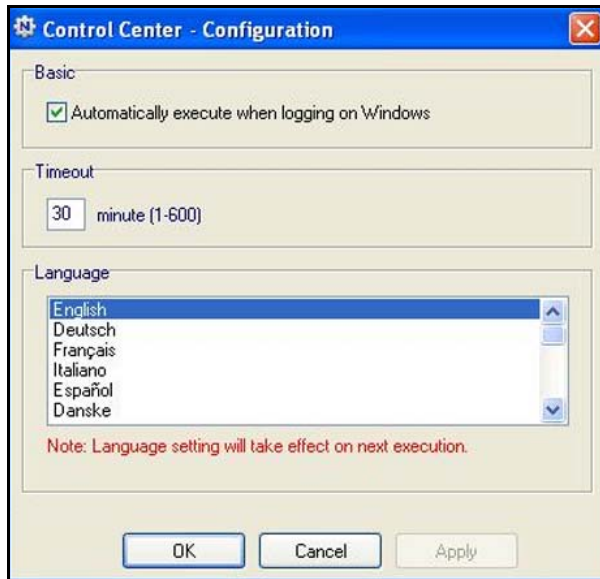 Control Center - Configuration
Basic
Automatically execute when logging on Windows
Timeout
30 minute (1-600)
Language
English
Deutsch
Français
Italiano
Español
Danske
Note: Language setting will take effect on next execution.
OK Cancel Apply